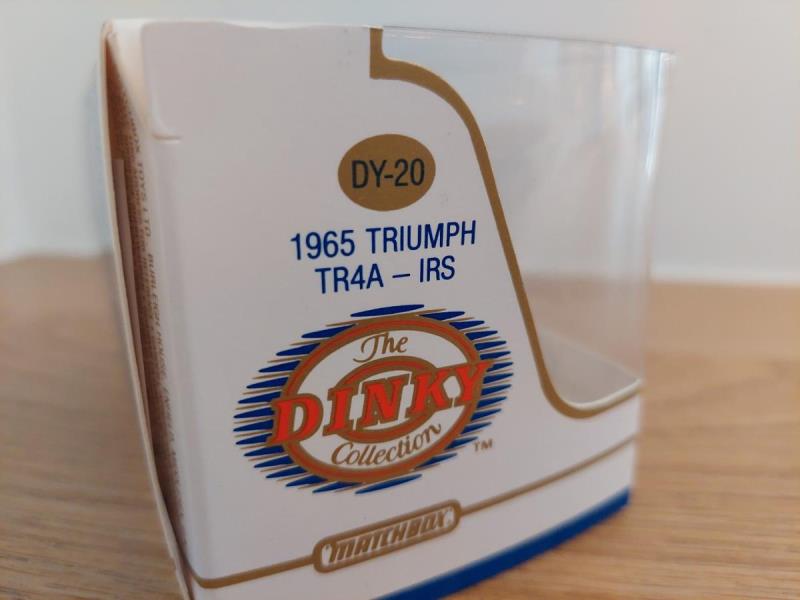 DY-20
1965 TRIUMPH
TR4A – IRS
The
DINKY
Collection
TM
MATCHBOX